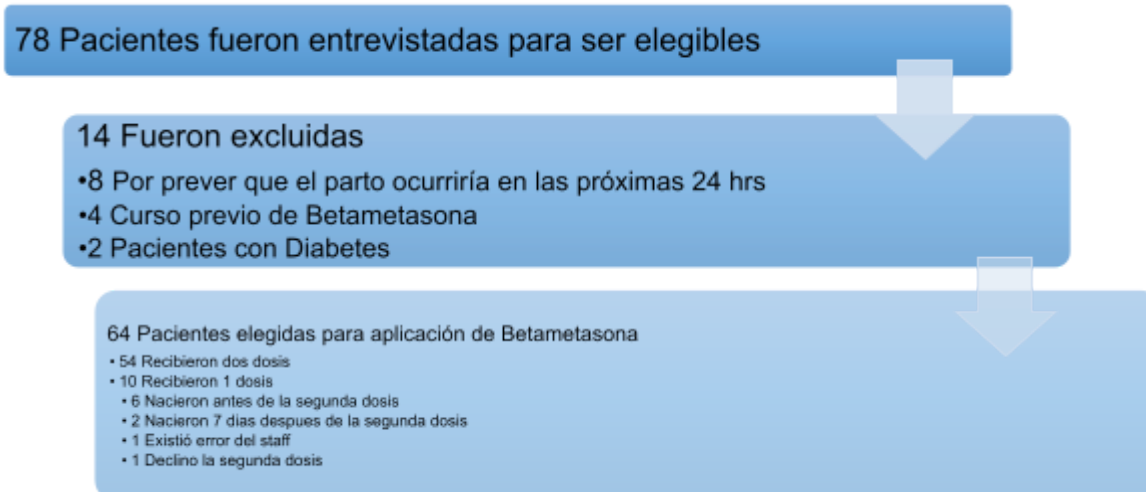 78 Pacientes fueron entrevistadas para ser elegibles
14 Fueron excluidas
•8 Por prever que el parto ocurriría en las próximas 24 hrs
•4 Curso previo de Betametasona
•2 Pacientes con Diabetes
64 Pacientes elegidas para aplicación de Betametasona
• 54 Recibieron dos dosis
• 10 Recibieron 1 dosis
• 6 Nacieron antes de la segunda dosis
• 2 Nacieron 7 dias despues de la segunda dosis
• 1 Existió error del staff
• 1 Declino la segunda dosis